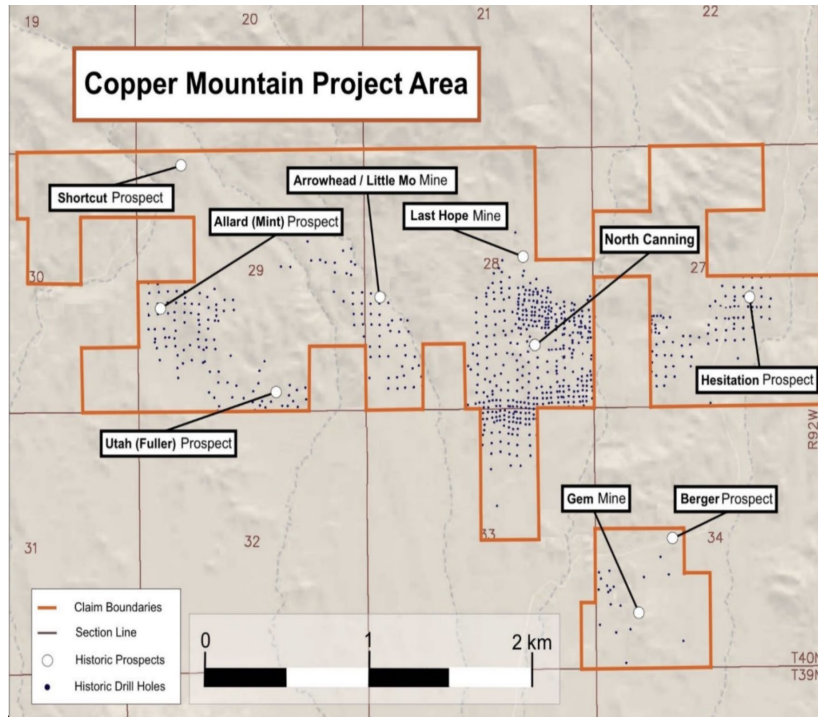 19
20
21
22
Copper Mountain Project Area
Shortcut Prospect
Arrowhead / Little Mo Mine
Allard (Mint) Prospect
Last Hope Mine
North Canning
30
29
28
27
Hesitation Prospect
Utah (Fuller) Prospect
R92W
Gem Mine
Berger Prospect
31
32
33
34
Claim Boundaries
Section Line
Historic Prospects
Historic Drill Holes
0 1 2 km
T40N
T39N